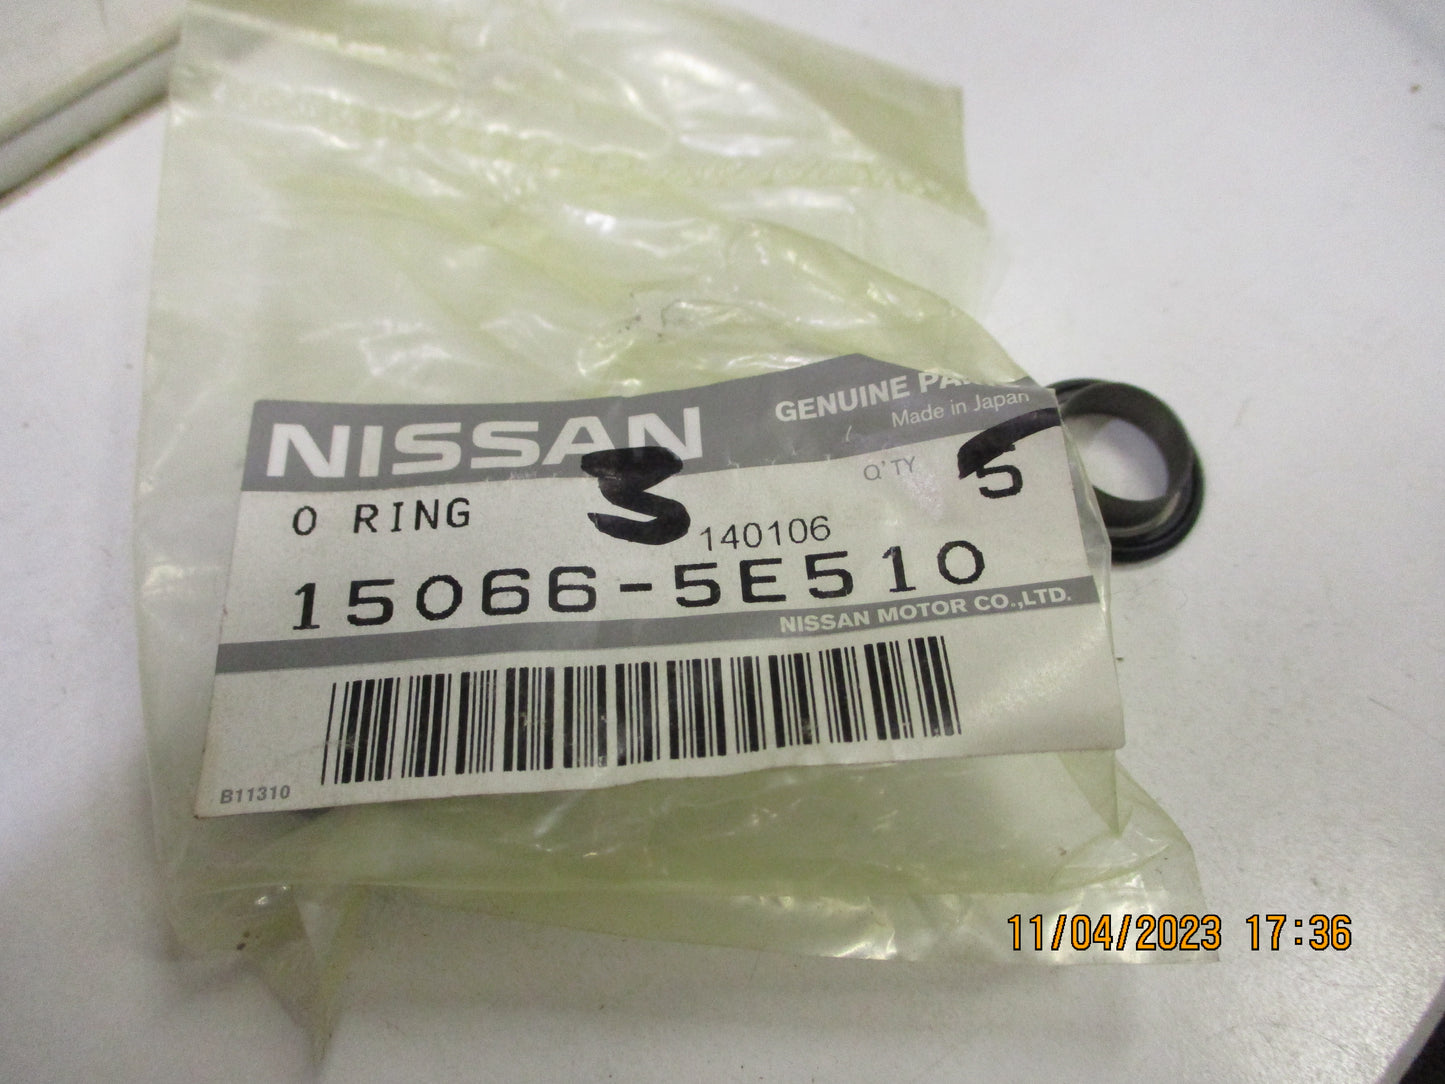 NISSAN
GENUINE PARTS
Made in Japan
O RING
3
Q'TY 5
140106
15066-5E510
NISSAN MOTOR CO.,LTD.
B11310
11/04/2023 17:36